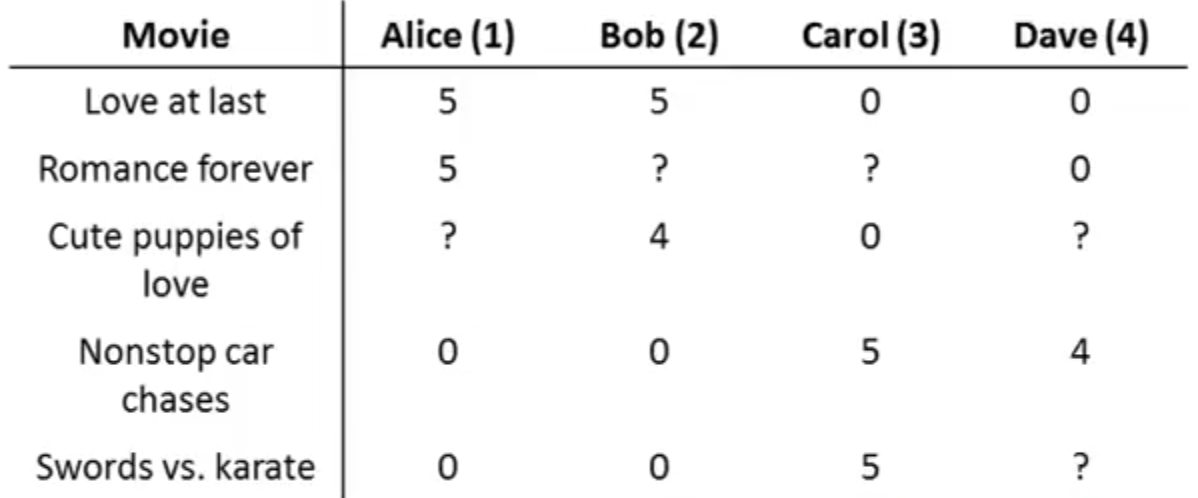 Movie Alice (1) Bob (2) Carol (3) Dave (4)
Love at last 5 5 0 0
Romance forever 5 ? ? 0
Cute puppies of ? 4 0 ?
love
Nonstop car 0 0 5 4
chases
Swords vs. karate 0 0 5 ?